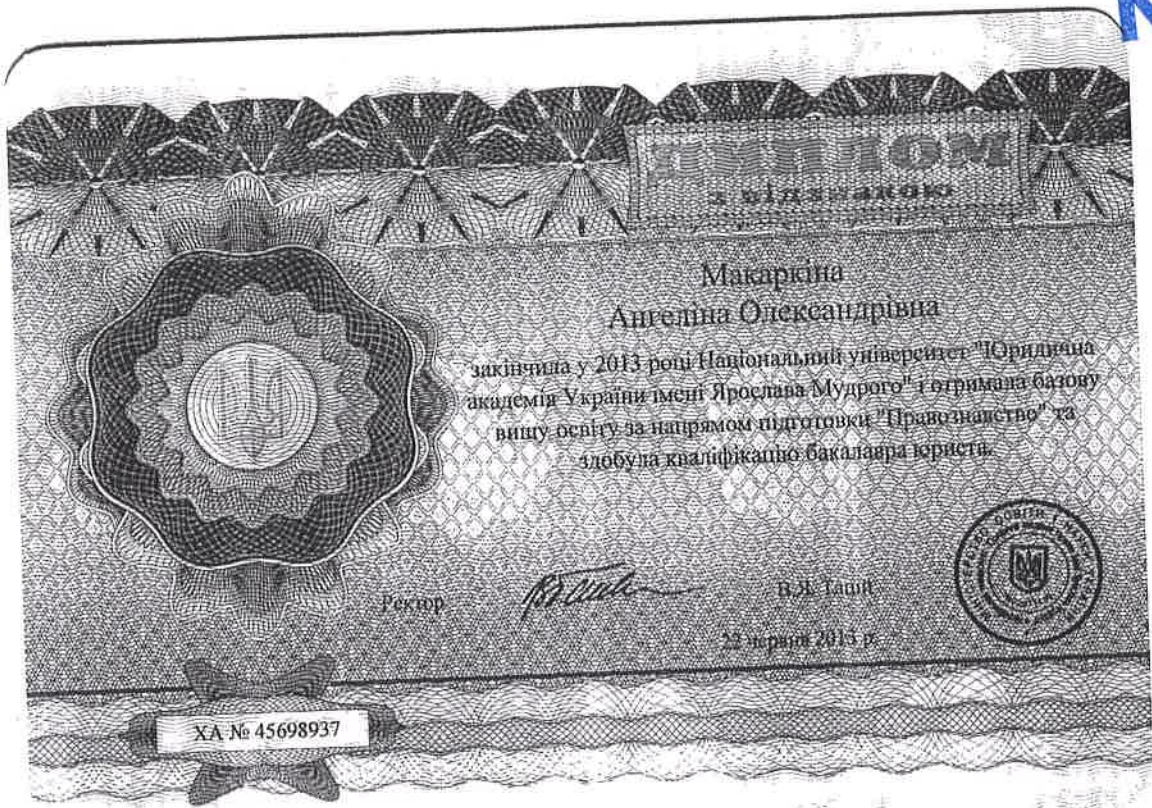 ДИПЛОМ
з відзнакою
Макаркіна
Ангеліна Олександрівна
закінчила у 2013 році Національний університет "Юридична
академія України імені Ярослава Мудрого" і отримала базову
вищу освіту за напрямом підготовки "Правознавство" та
здобула кваліфікацію бакалавра юриста.
Ректор
В.Я. Тацій
22 червня 2013 р.
ХА № 45698937